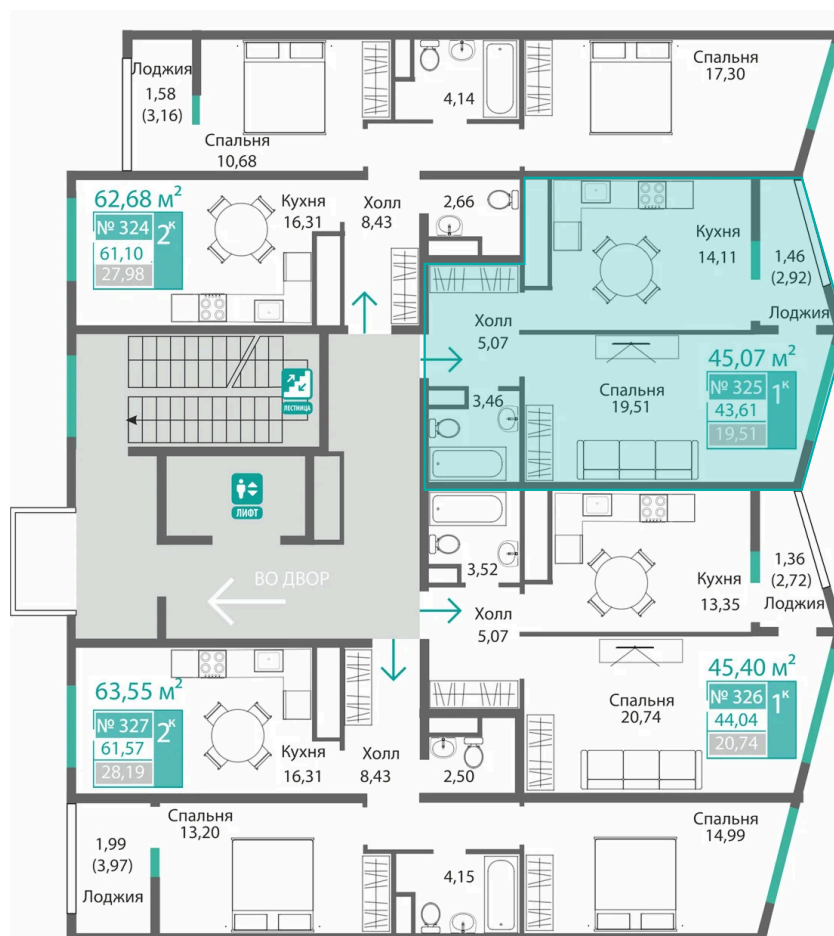 Лоджия
1,58
(3,16)
Спальня
10,68
4,14
Спальня
17,30
62,68 м²
№ 324
2ᴷ
61,10
27,98
Кухня
16,31
Холл
8,43
2,66
Кухня
14,11
1,46
(2,92)
Лоджия
Холл
5,07
45,07 м²
№ 325
1ᴷ
43,61
19,51
Спальня
19,51
3,46
ЛЕСТНИЦА
ЛИФТ
ВО ДВОР
3,52
Кухня
13,35
1,36
(2,72)
Лоджия
Холл
5,07
45,40 м²
№ 326
1ᴷ
44,04
20,74
Спальня
20,74
63,55 м²
№ 327
2ᴷ
61,57
28,19
Кухня
16,31
Холл
8,43
2,50
Спальня
13,20
1,99
(3,97)
Лоджия
4,15
Спальня
14,99